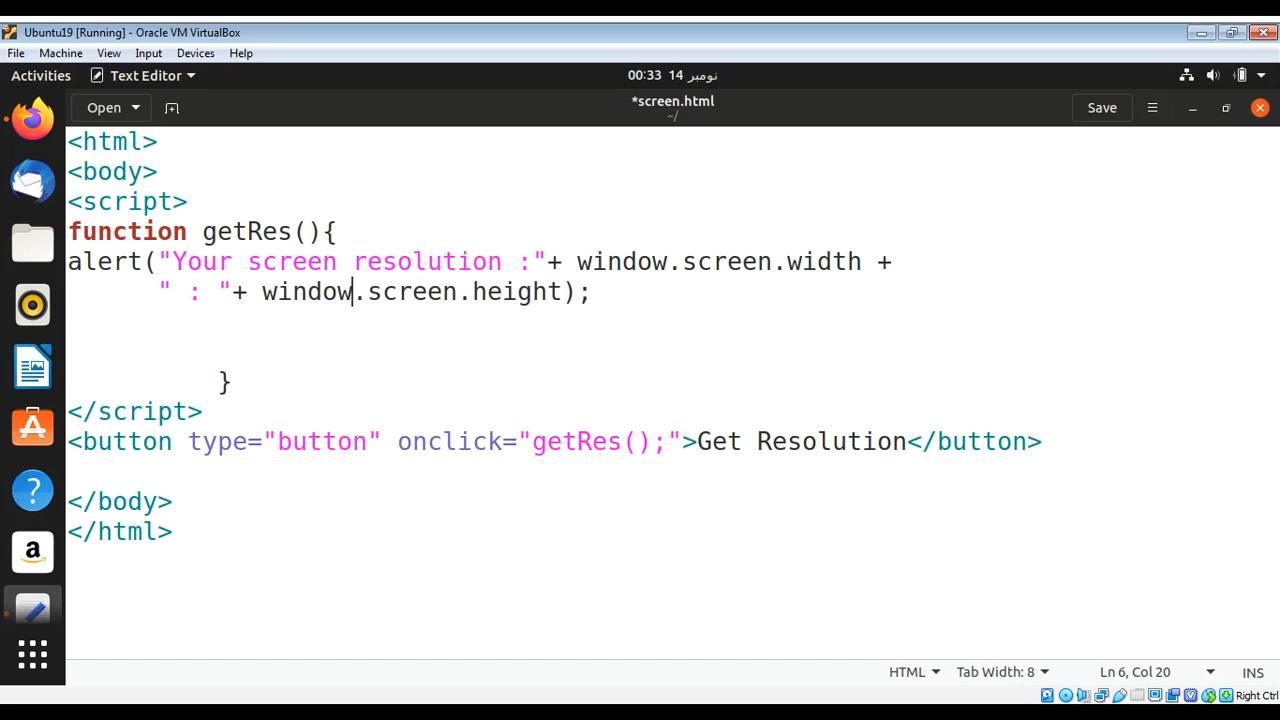 Ubuntu19 [Running] - Oracle VM VirtualBox
File Machine View Input Devices Help
Activities Text Editor 00:33 14 نومبر
Open *screen.html Save
~/
<html>
<body>
<script>
function getRes(){
alert("Your screen resolution :"+ window.screen.width +
" : "+ window.screen.height);
}
</script>
<button type="button" onclick="getRes();">Get Resolution</button>
</body>
</html>
HTML Tab Width: 8 Ln 6, Col 20 INS
Right Ctrl